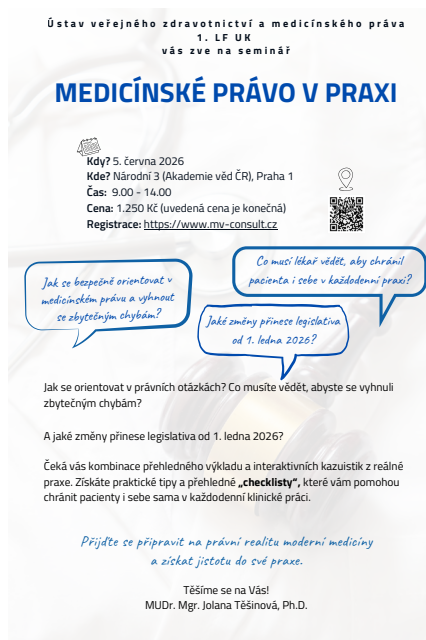 Ústav veřejného zdravotnictví a medicínského práva
1. LF UK
vás zve na seminář
MEDICÍNSKÉ PRÁVO V PRAXI
Kdy? 5. června 2026
Kde? Národní 3 (Akademie věd ČR), Praha 1
Čas: 9.00 - 14.00
Cena: 1.250 Kč (uvedená cena je konečná)
Registrace: https://www.mv-consult.cz
Jak se bezpečně orientovat v
medicínském právu a vyhnout
se zbytečným chybám?
Co musí lékař vědět, aby chránil
pacienta i sebe v každodenní praxi?
Jaké změny přinese legislativa
od 1. ledna 2026?
Jak se orientovat v právních otázkách? Co musíte vědět, abyste se vyhnuli
zbytečným chybám?
A jaké změny přinese legislativa od 1. ledna 2026?
Čeká vás kombinace přehledného výkladu a interaktivních kazuistik z reálné
praxe. Získáte praktické tipy a přehledné „checklisty“, které vám pomohou
chránit pacienty i sebe sama v každodenní klinické práci.
Přijďte se připravit na právní realitu moderní medicíny
a získat jistotu do své praxe.
Těšíme se na Vás!
MUDr. Mgr. Jolana Těšinová, Ph.D.